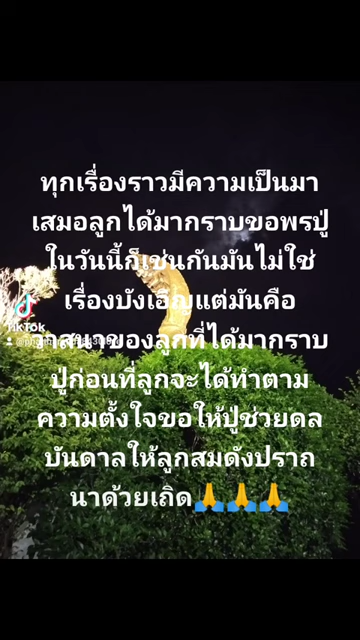 ทุกเรื่องราวมีความเป็นมา
เสมอลูกได้มากราบขอพรปู่
ในวันนี้ก็เช่นกันมันไม่ใช่
เรื่องบังเอิญแต่มันคือ
วาสนาของลูกที่ได้มากราบ
ปู่ก่อนที่ลูกจะได้ทำตาม
ความตั้งใจขอให้ปู่ช่วยดล
บันดาลให้ลูกสมดังปราถ
นาด้วยเถิด🙏🙏🙏
TikTok